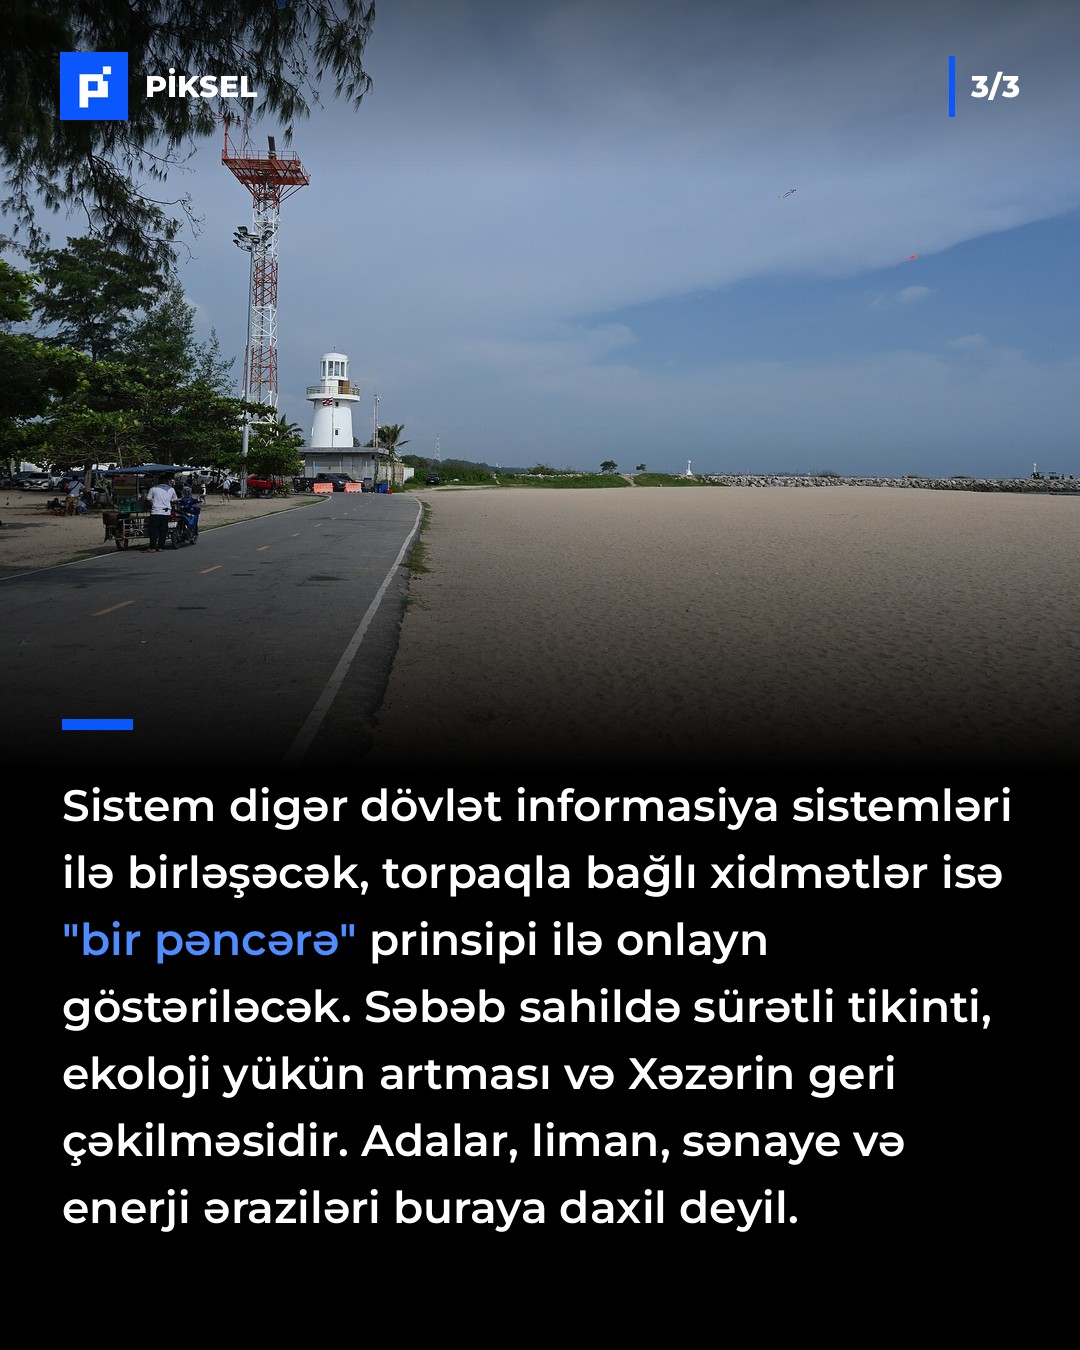 PİKSEL
3/3
Sistem digər dövlət informasiya sistemləri
ilə birləşəcək, torpaqla bağlı xidmətlər isə
"bir pəncərə" prinsipi ilə onlayn
göstəriləcək. Səbəb sahildə sürətli tikinti,
ekoloji yükün artması və Xəzərin geri
çəkilməsidir. Adalar, liman, sənaye və
enerji əraziləri buraya daxil deyil.